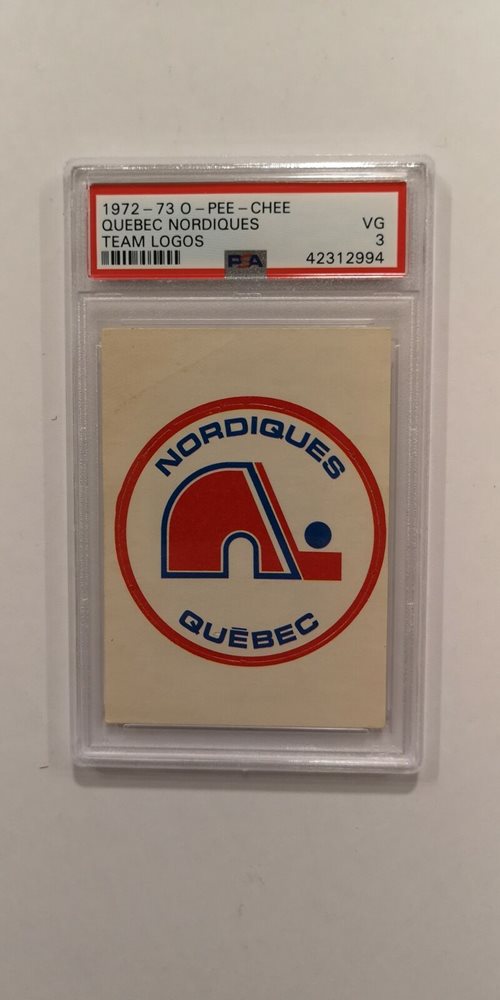 1972-73 O-PEE-CHEE
QUEBEC NORDIQUES VG
TEAM LOGOS 3
PSA 42312994
NORDIQUES
QUÉBEC